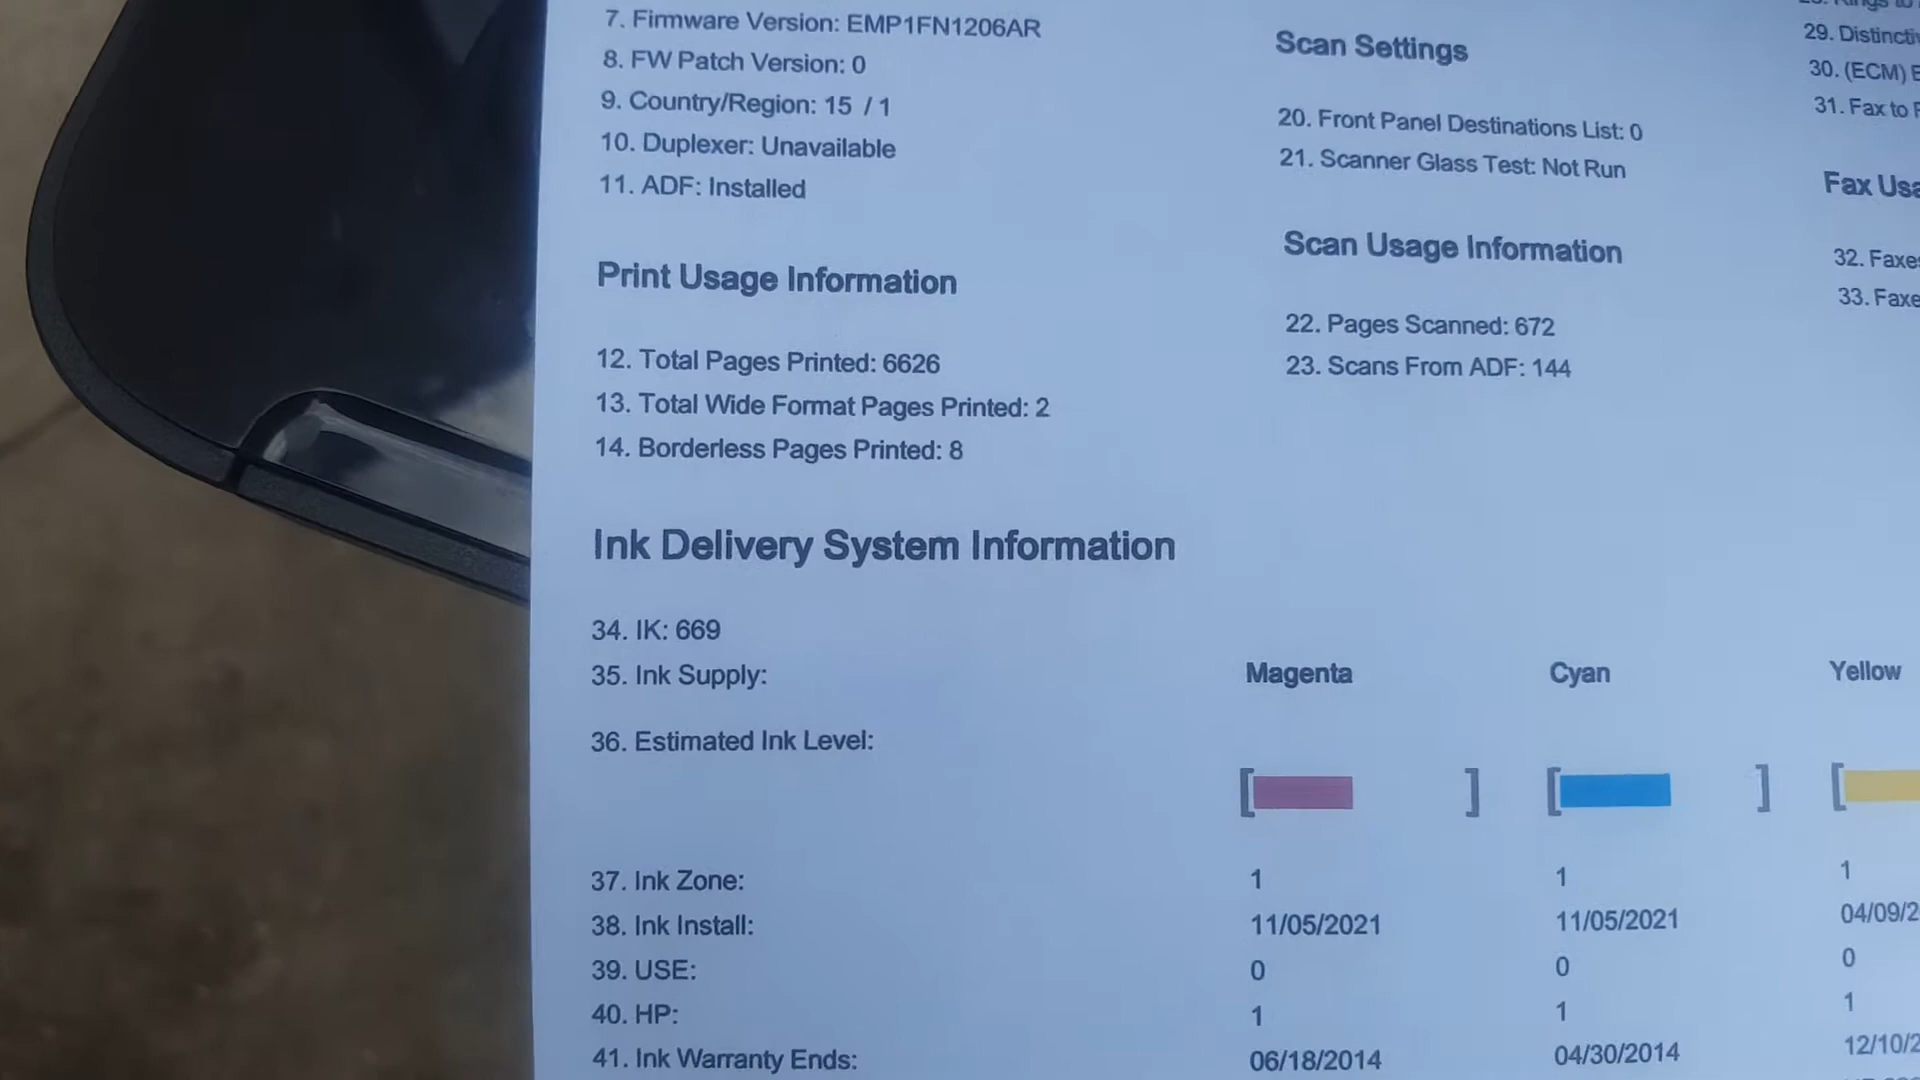 7. Firmware Version: EMP1FN1206AR
8. FW Patch Version: 0
9. Country/Region: 15 / 1
10. Duplexer: Unavailable
11. ADF: Installed
Print Usage Information
12. Total Pages Printed: 6626
13. Total Wide Format Pages Printed: 2
14. Borderless Pages Printed: 8
Scan Settings
20. Front Panel Destinations List: 0
21. Scanner Glass Test: Not Run
Scan Usage Information
22. Pages Scanned: 672
23. Scans From ADF: 144
29.
30. (ECM)
31. Fax to
Fax
32.
33.
Ink Delivery System Information
34. IK: 669
35. Ink Supply: Magenta Cyan Yellow
36. Estimated Ink Level:
[ ] [ ] [
37. Ink Zone: 1 1 1
38. Ink Install: 11/05/2021 11/05/2021 04/09/2
39. USE: 0 0 0
40. HP: 1 1 1
41. Ink Warranty Ends: 06/18/2014 04/30/2014 12/10/2